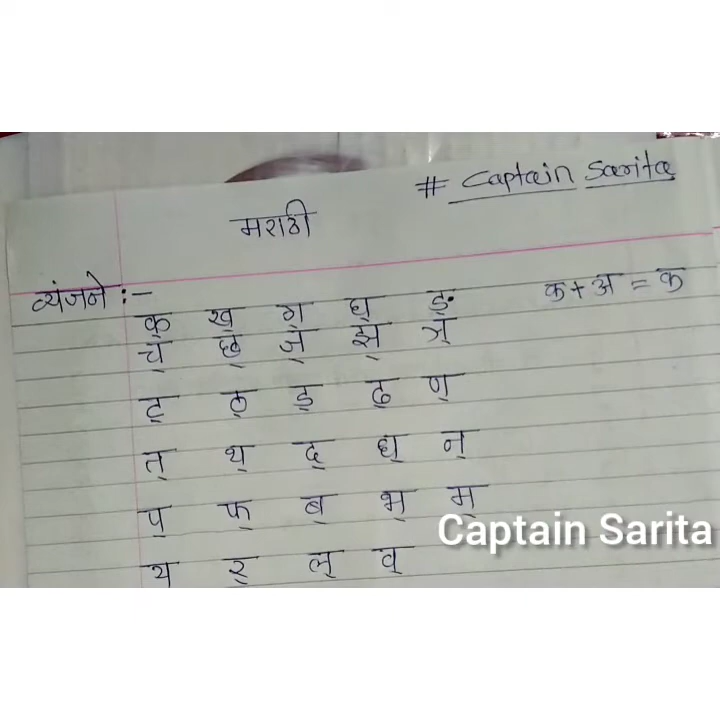 # Captain Sarita
मराठी
व्यंजने :-
क् ख् ग् घ् ङ् क + अ = क
च् छ् ज् झ् ञ्
ट् ठ् ड् ढ् ण्
त् थ् द् ध् न्
प् फ् ब् भ् म्
Captain Sarita
य र् ल् व्